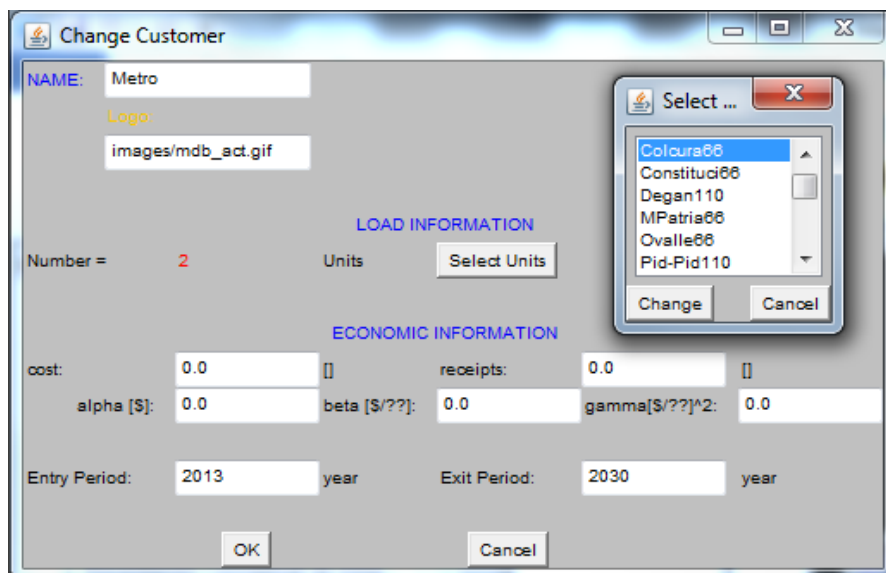 Change Customer
NAME: Metro
Logo:
images/mdb_act.gif
LOAD INFORMATION
Number = 2 Units Select Units
ECONOMIC INFORMATION
cost: 0.0 [] receipts: 0.0 []
alpha [$]: 0.0 beta [$/??]: 0.0 gamma[$/??]^2: 0.0
Entry Period: 2013 year Exit Period: 2030 year
OK Cancel
Select ...
Colcura66
Constituci66
Degan110
MPatria66
Ovalle66
Pid-Pid110
Change Cancel